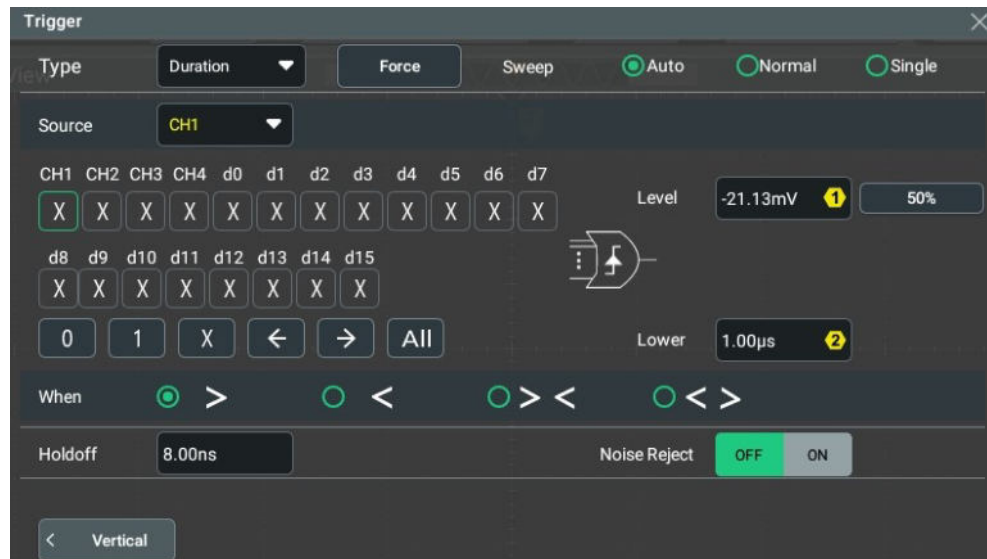 Trigger
Type Duration Force Sweep Auto Normal Single
Source CH1
CH1 CH2 CH3 CH4 d0 d1 d2 d3 d4 d5 d6 d7
X X X X X X X X X X X X
Level -21.13mV 1 50%
d8 d9 d10 d11 d12 d13 d14 d15
X X X X X X X X
0 1 X ← → All
Lower 1.00µs 2
When > < > < < >
Holdoff 8.00ns Noise Reject OFF ON
< Vertical